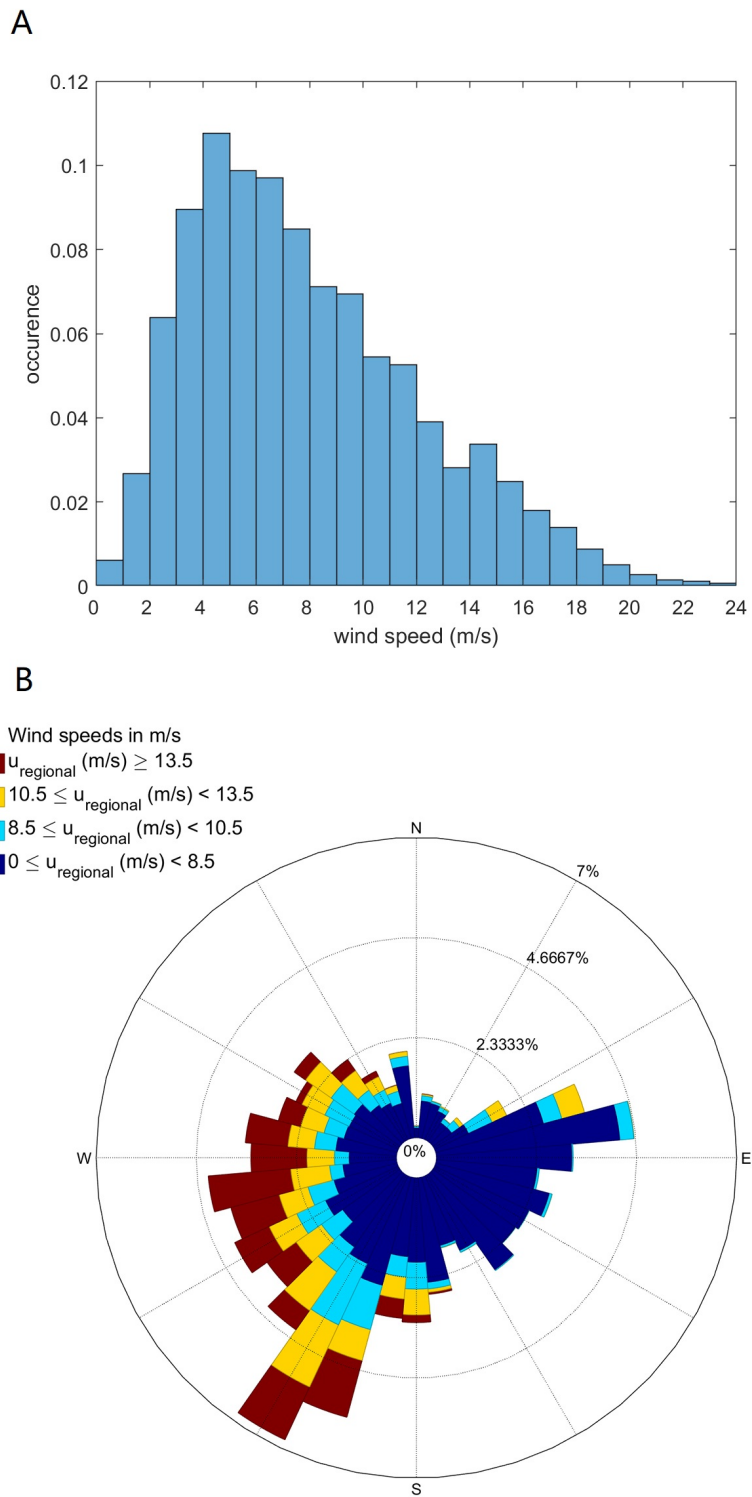 A
0.12
0.1
0.08
0.06
0.04
0.02
0
occurence
0 2 4 6 8 10 12 14 16 18 20 22 24
wind speed (m/s)
B
Wind speeds in m/s
u_regional (m/s) ≥ 13.5
10.5 ≤ u_regional (m/s) < 13.5
8.5 ≤ u_regional (m/s) < 10.5
0 ≤ u_regional (m/s) < 8.5
N
7%
4.6667%
2.3333%
W
0%
E
S